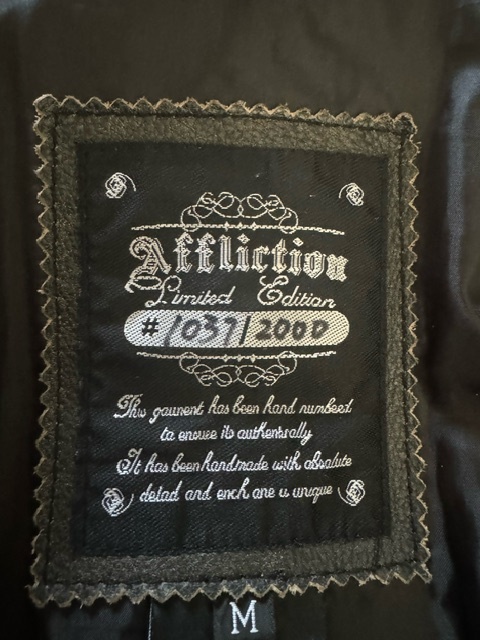 Affliction
Limited Edition
# 1037/2000
This garment has been hand numbered
to ensure its authentically
It has been handmade with absolute
detail and each one is unique
M